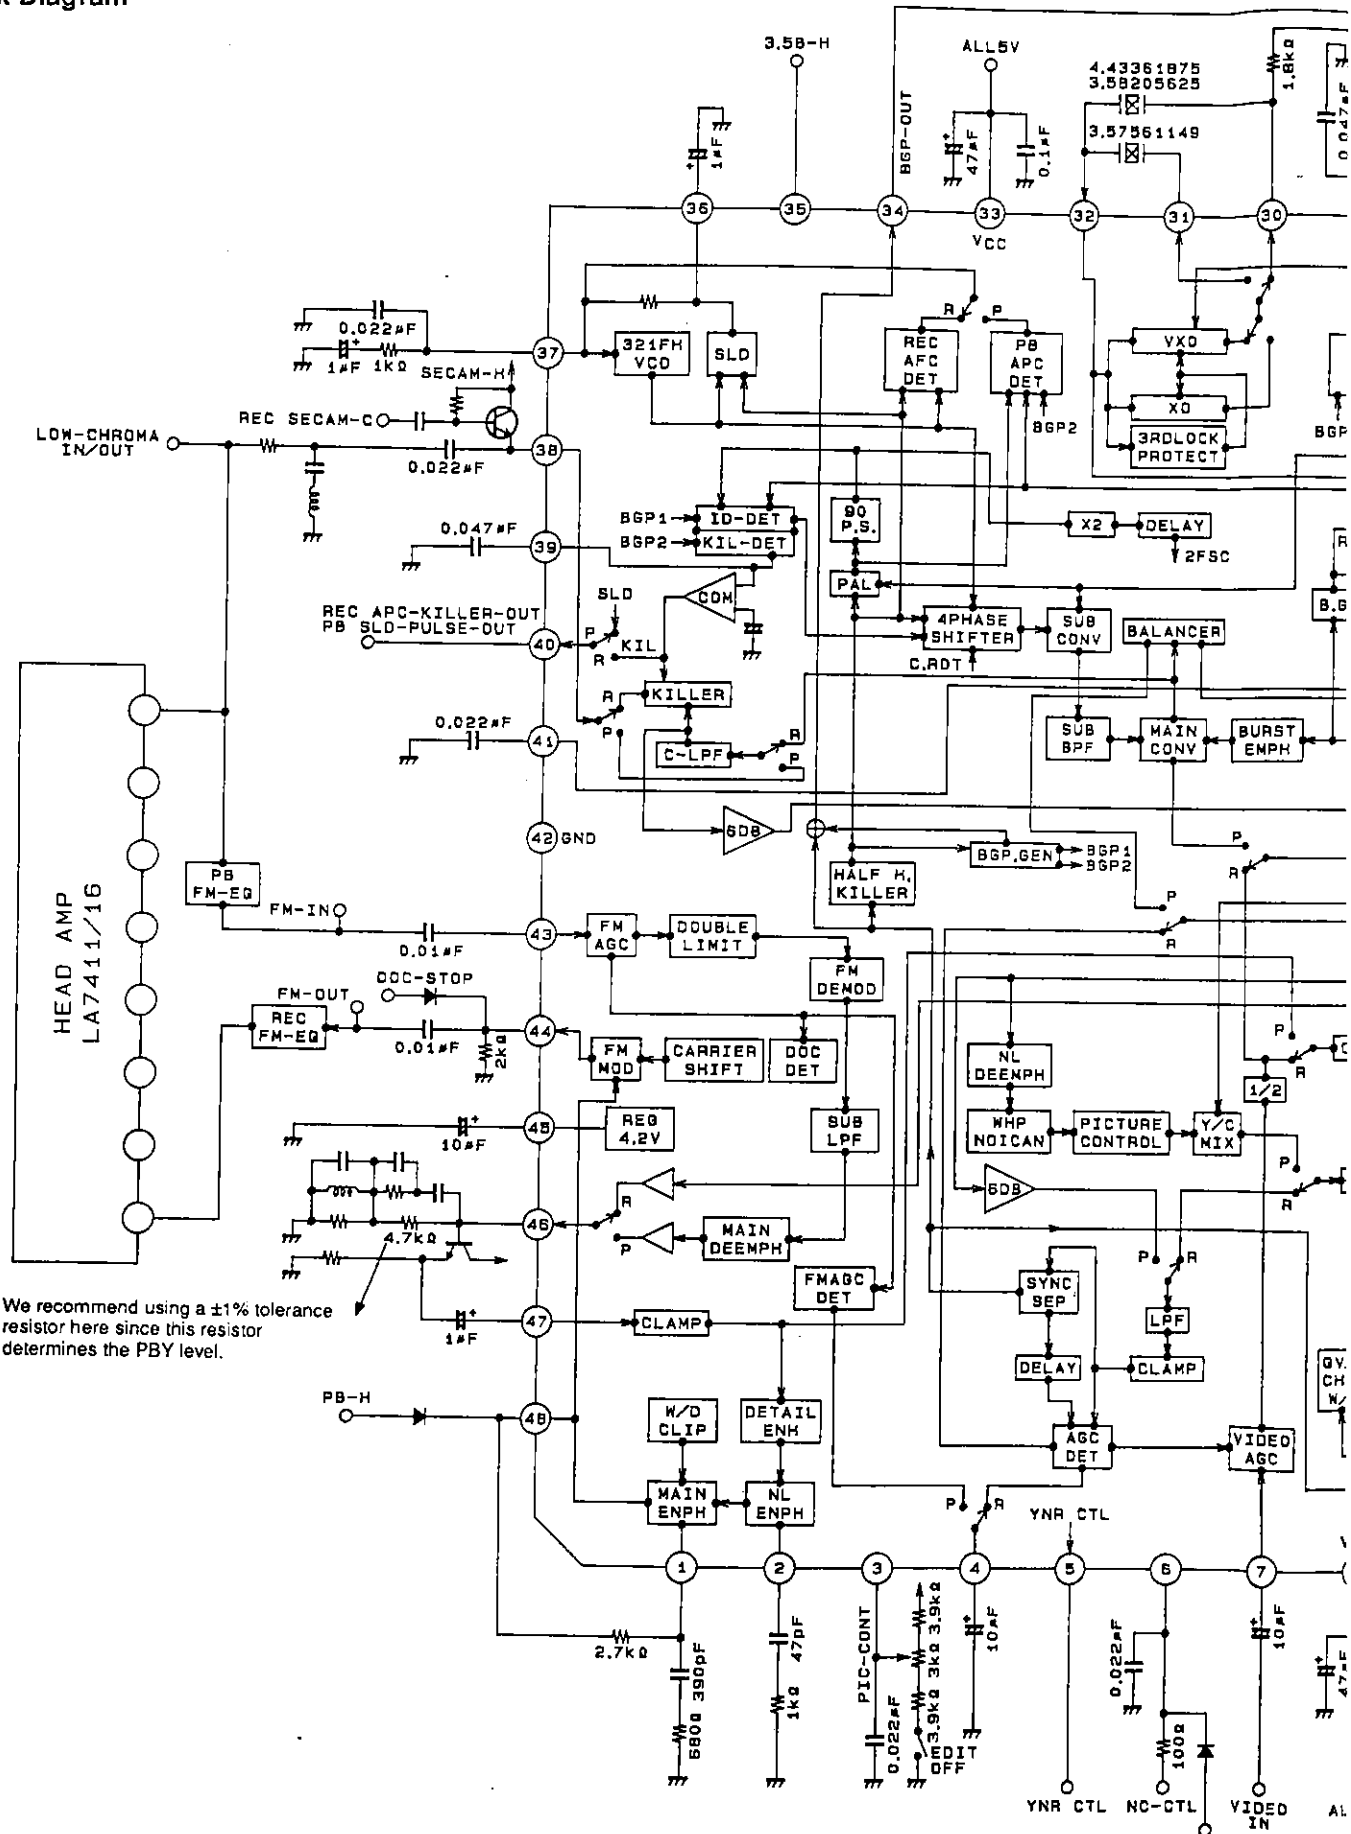 Diagram
3.5B-H
ALL5V
4.43361875
3.58205625
3.57561149
1.8kΩ
0.047µF
BGP-OUT
1µF
47µF
0.1µF
36
35
34
33
32
31
30
VCC
0.022µF
1µF 1kΩ
SECAM-H
37
321FH
VCO
SLD
R
P
REC
AFC
DET
PB
APC
DET
BGP2
VXO
XO
3RDLOCK
PROTECT
BGP
REC SECAM-C
LOW-CHROMA
IN/OUT
0.022µF
38
BGP1
ID-DET
BGP2
KIL-DET
90
P.S.
X2
DELAY
2FSC
0.047µF
39
COM
PAL
SLD
REC APC-KILLER-OUT
PB SLD-PULSE-OUT
40
P
R
KIL
4PHASE
SHIFTER
C.ROT
SUB
CONV
BALANCER
B.G
R
KILLER
R
P
0.022µF
41
C-LPF
R
P
SUB
BPF
MAIN
CONV
BURST
EMPH
42 GND
6DB
BGP.GEN
BGP1
BGP2
P
R
HALF H.
KILLER
HEAD AMP
LA7411/16
PB
FM-EQ
FM-IN
0.01µF
43
FM
AGC
DOUBLE
LIMIT
P
R
FM
DEMOD
DOC-STOP
FM-OUT
REC
FM-EQ
0.01µF
2kΩ
44
FM
MOD
CARRIER
SHIFT
DOC
DET
NL
DEEMPH
P
R
1/2
10µF
45
REG
4.2V
SUB
LPF
WHP
NOICAN
PICTURE
CONTROL
Y/C
MIX
P
R
6DB
4.7kΩ
46
R
P
MAIN
DEEMPH
P
R
FMAGC
DET
SYNC
SEP
LPF
We recommend using a ±1% tolerance
resistor here since this resistor
determines the PBY level.
1µF
47
CLAMP
DELAY
CLAMP
QV.
CH
W/
PB-H
48
W/D
CLIP
DETAIL
ENH
AGC
DET
VIDEO
AGC
MAIN
ENPH
NL
ENPH
P
R
YNR CTL
1
2
3
4
5
6
7
2.7kΩ
680Ω 390pF
1kΩ 47pF
PIC-CONT
0.022µF
3.9kΩ 3kΩ 3.9kΩ
EDIT
OFF
10µF
0.022µF
100Ω
10µF
47µF
YNR CTL
NC-CTL
VIDEO
IN
AL